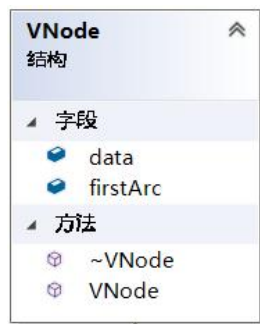 VNode
结构
字段
data
firstArc
方法
~VNode
VNode